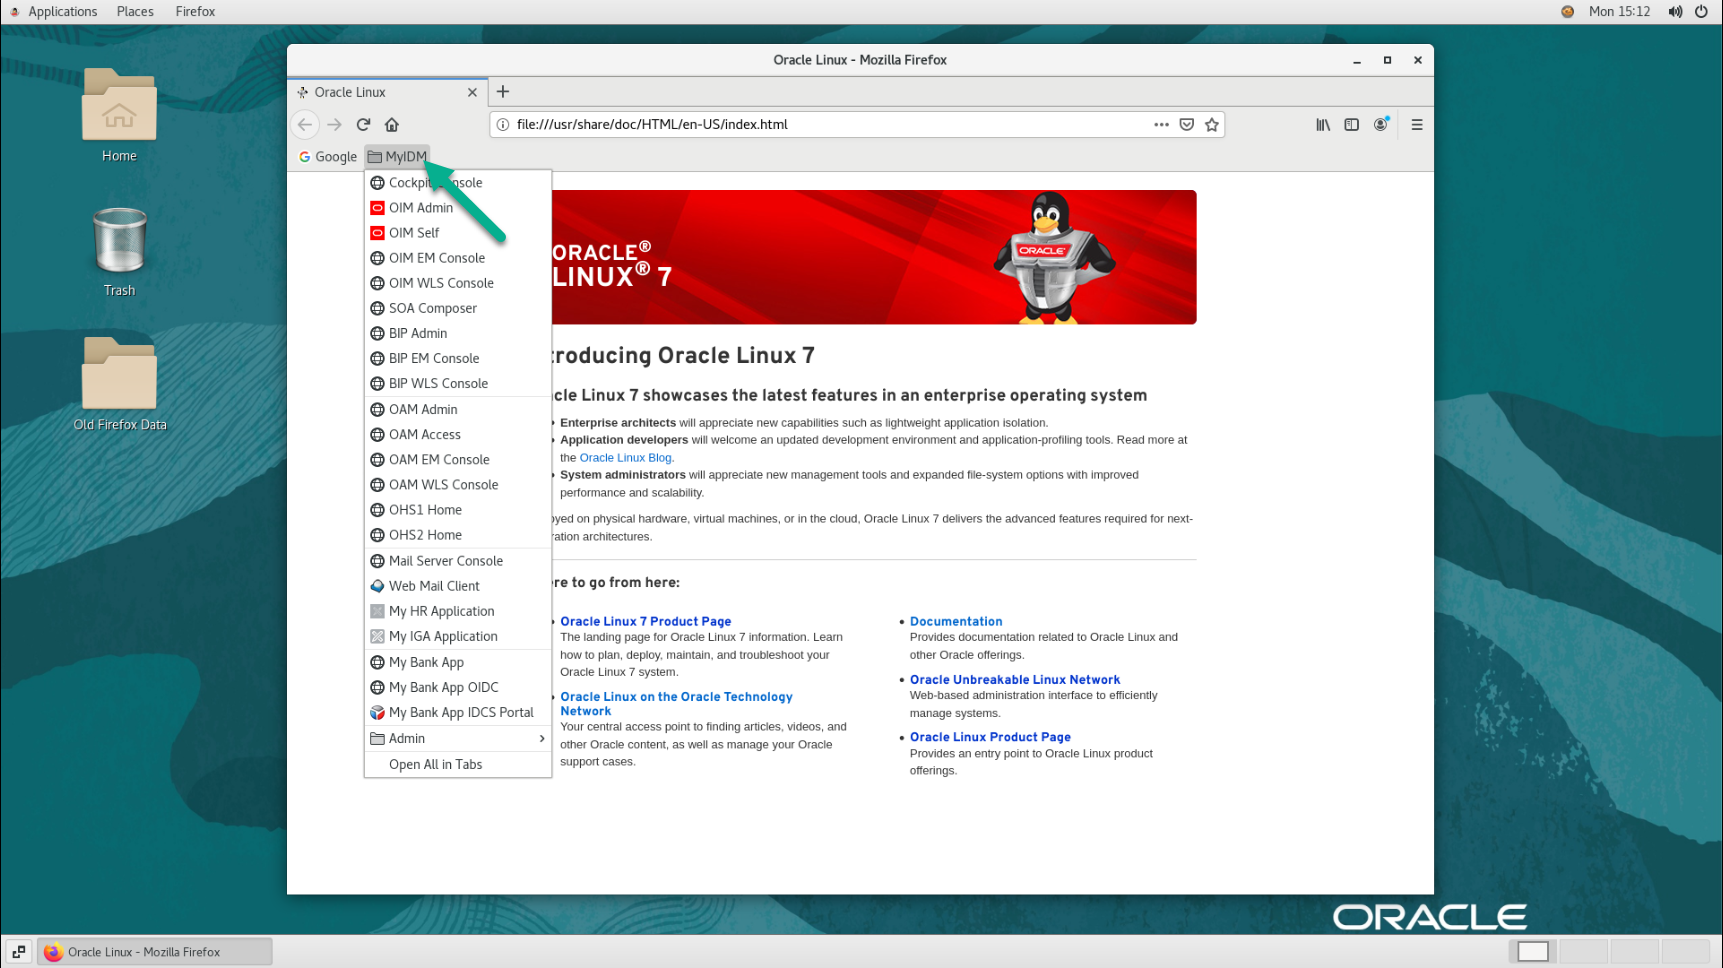 Applications Places Firefox Mon 15:12
Oracle Linux - Mozilla Firefox
Oracle Linux
file:///usr/share/doc/HTML/en-US/index.html
Google MyIDM
Home
Trash
Old Firefox Data
OIM Admin
OIM Self
OIM EM Console
OIM WLS Console
SOA Composer
BIP Admin
BIP EM Console
BIP WLS Console
OAM Admin
OAM Access
OAM EM Console
OAM WLS Console
OHS1 Home
OHS2 Home
Mail Server Console
Web Mail Client
My HR Application
My IGA Application
My Bank App
My Bank App OIDC
My Bank App IDCS Portal
Admin
Open All in Tabs
ORACLE®
LINUX® 7
ORACLE
troducing Oracle Linux 7
cle Linux 7 showcases the latest features in an enterprise operating system
Enterprise architects will appreciate new capabilities such as lightweight application isolation.
Application developers will welcome an updated development environment and application-profiling tools. Read more at
the Oracle Linux Blog.
System administrators will appreciate new management tools and expanded file-system options with improved
performance and scalability.
oyed on physical hardware, virtual machines, or in the cloud, Oracle Linux 7 delivers the advanced features required for next-
ration architectures.
re to go from here:
Oracle Linux 7 Product Page
The landing page for Oracle Linux 7 information. Learn
how to plan, deploy, maintain, and troubleshoot your
Oracle Linux 7 system.
Oracle Linux on the Oracle Technology
Network
Your central access point to finding articles, videos, and
other Oracle content, as well as manage your Oracle
support cases.
Documentation
Provides documentation related to Oracle Linux and
other Oracle offerings.
Oracle Unbreakable Linux Network
Web-based administration interface to efficiently
manage systems.
Oracle Linux Product Page
Provides an entry point to Oracle Linux product
offerings.
ORACLE
Oracle Linux - Mozilla Firefox